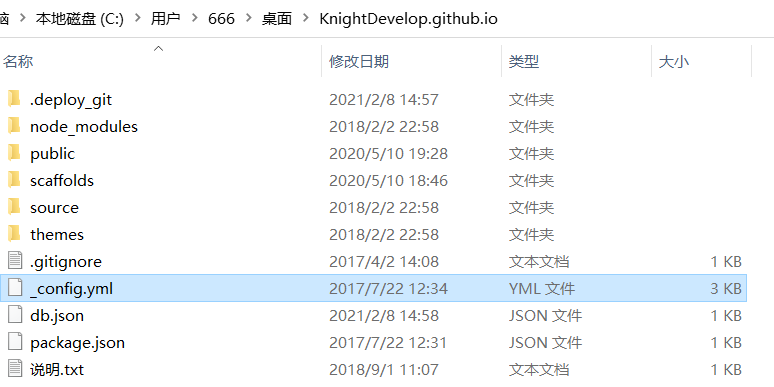 脑 > 本地磁盘 (C:) > 用户 > 666 > 桌面 > KnightDevelop.github.io
名称 修改日期 类型 大小
.deploy_git 2021/2/8 14:57 文件夹
node_modules 2018/2/2 22:58 文件夹
public 2020/5/10 19:28 文件夹
scaffolds 2020/5/10 18:46 文件夹
source 2018/2/2 22:58 文件夹
themes 2018/2/2 22:58 文件夹
.gitignore 2017/4/2 14:08 文本文档 1 KB
_config.yml 2017/7/22 12:34 YML 文件 3 KB
db.json 2021/2/8 14:58 JSON 文件 1 KB
package.json 2017/7/22 12:31 JSON 文件 1 KB
说明.txt 2018/9/1 11:07 文本文档 1 KB